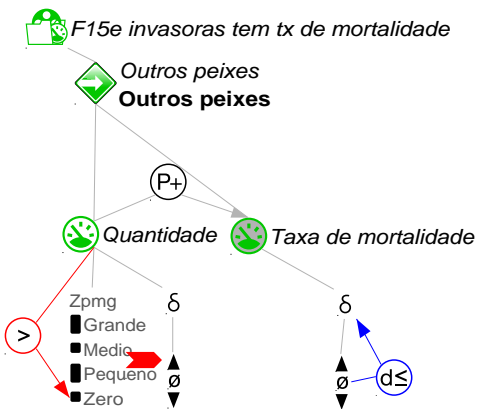 F15e invasoras tem tx de mortalidade
Outros peixes
Outros peixes
P+
Quantidade
Taxa de mortalidade
Zpmg
δ
δ
Grande
>
Medio
Pequeno
ø
ø
d≤
Zero